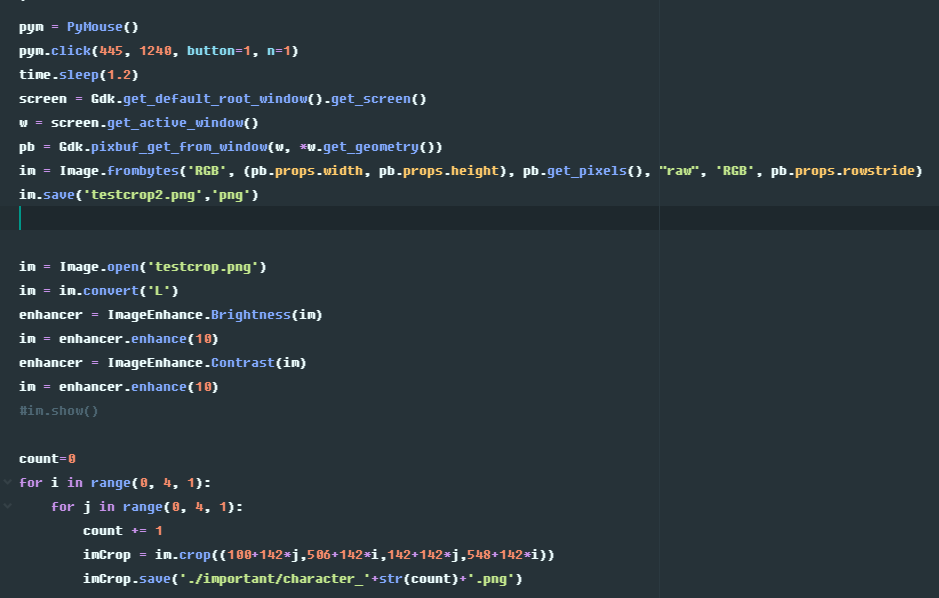 pym = PyMouse()
pym.click(445, 1240, button=1, n=1)
time.sleep(1.2)
screen = Gdk.get_default_root_window().get_screen()
w = screen.get_active_window()
pb = Gdk.pixbuf_get_from_window(w, *w.get_geometry())
im = Image.frombytes('RGB', (pb.props.width, pb.props.height), pb.get_pixels(), "raw", 'RGB', pb.props.rowstride)
im.save('testcrop2.png','png')
im = Image.open('testcrop.png')
im = im.convert('L')
enhancer = ImageEnhance.Brightness(im)
im = enhancer.enhance(10)
enhancer = ImageEnhance.Contrast(im)
im = enhancer.enhance(10)
#im.show()
count=0
for i in range(0, 4, 1):
    for j in range(0, 4, 1):
        count += 1
        imCrop = im.crop((100+142*j,506+142*i,142+142*j,548+142*i))
        imCrop.save('./important/character_'+str(count)+'.png')